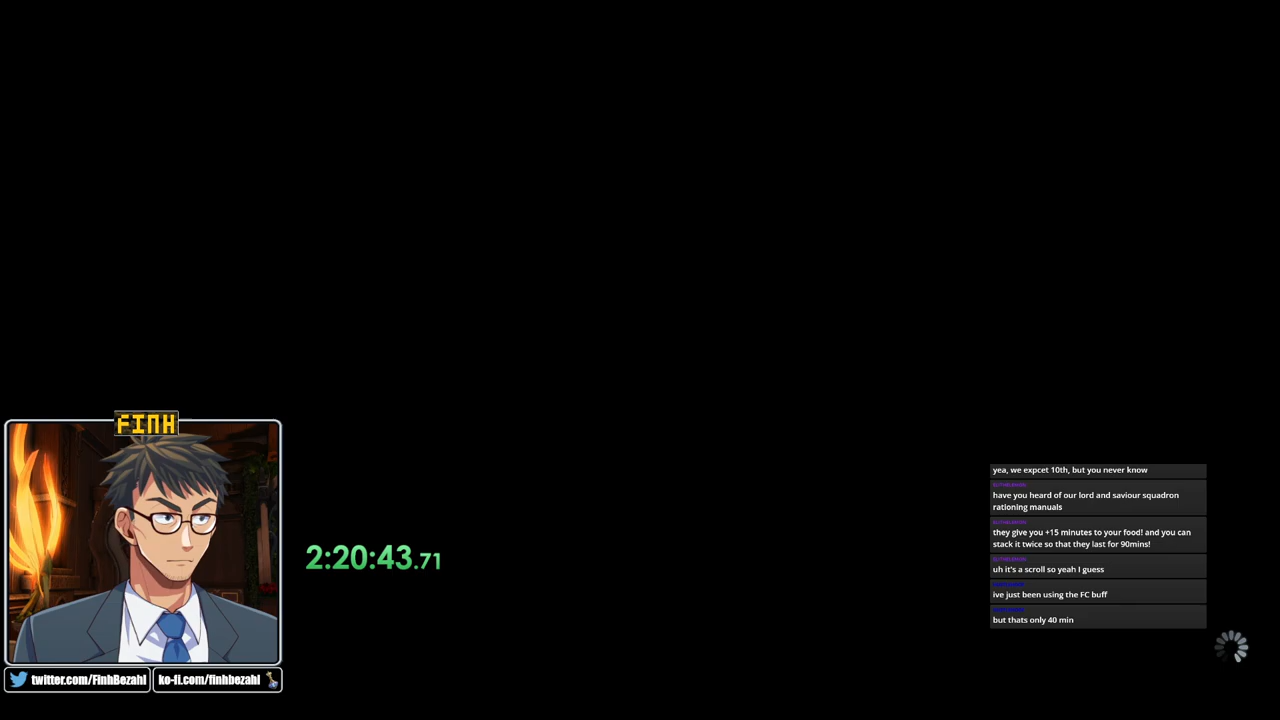 FINH
2:20:43.71
twitter.com/FinhBezahl
ko-fi.com/finhbezahl
yea, we expcet 10th, but you never know
have you heard of our lord and saviour squadron
rationing manuals
they give you +15 minutes to your food! and you can
stack it twice so that they last for 90mins!
uh it's a scroll so yeah I guess
ive just been using the FC buff
but thats only 40 min